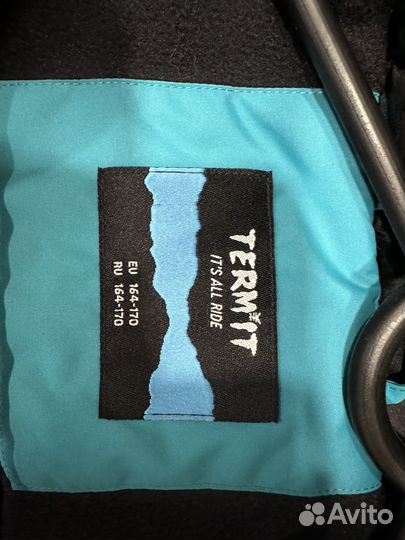 TERMIT
IT'S ALL RIDE
EU 164-170
RU 164-170
Avito